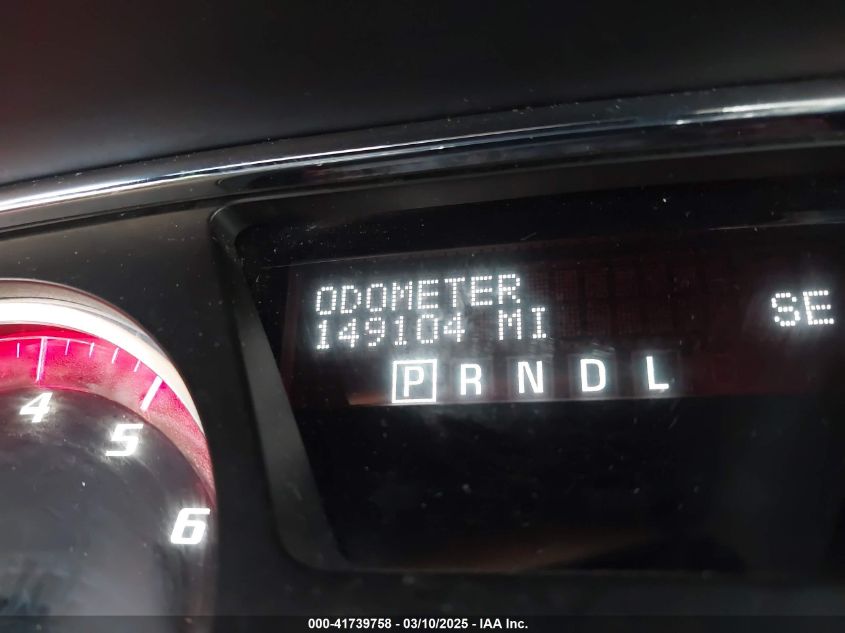 ODOMETER
149104 MI
SE
P R N D L
4
5
6
000-41739758 - 03/10/2025 - IAA Inc.